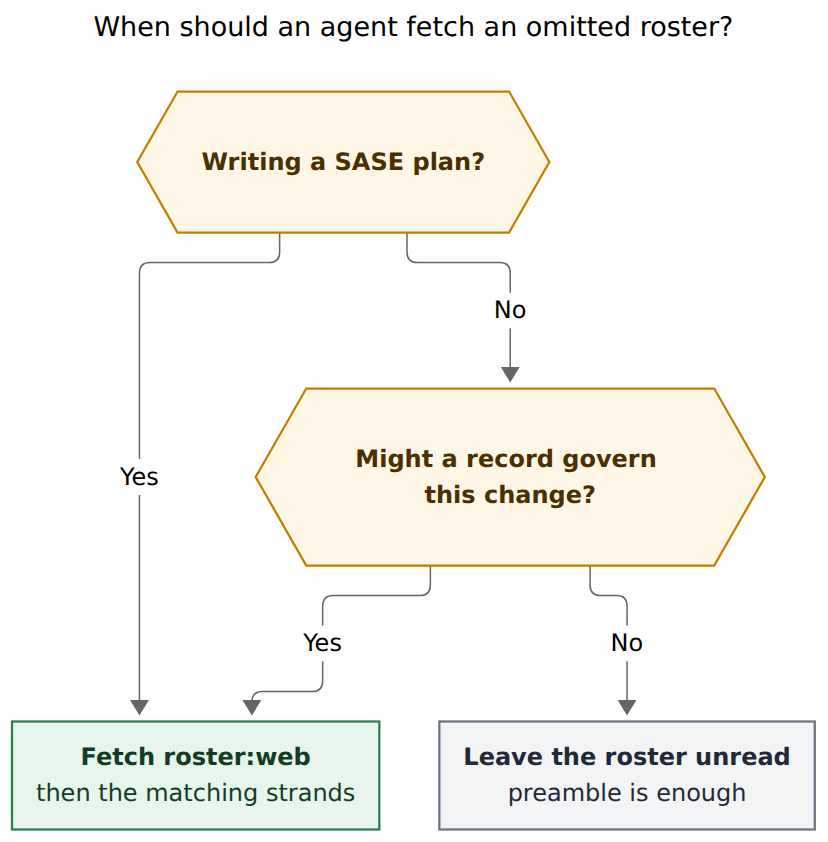 When should an agent fetch an omitted roster?
Writing a SASE plan?
No
Might a record govern
this change?
Yes
Yes
No
Fetch roster:web
then the matching strands
Leave the roster unread
preamble is enough